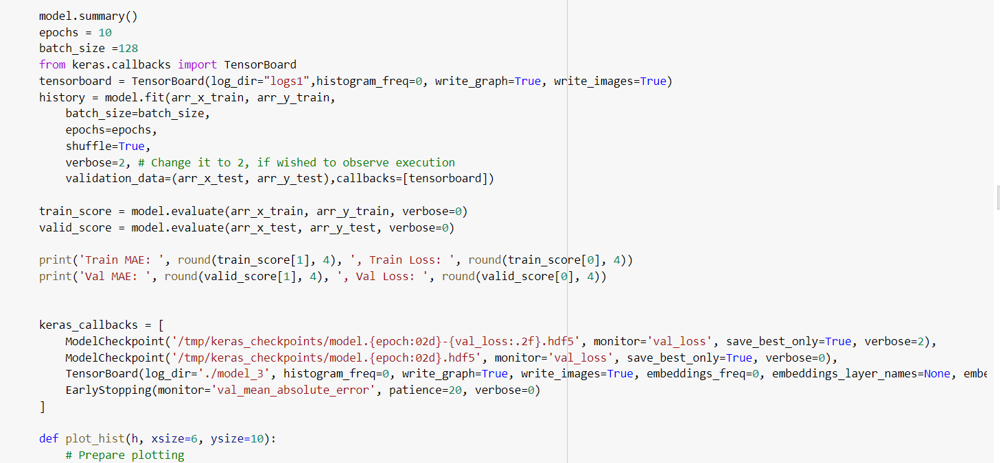 model.summary()
epochs = 10
batch_size =128
from keras.callbacks import TensorBoard
tensorboard = TensorBoard(log_dir="logs1",histogram_freq=0, write_graph=True, write_images=True)
history = model.fit(arr_x_train, arr_y_train,
    batch_size=batch_size,
    epochs=epochs,
    shuffle=True,
    verbose=2, # Change it to 2, if wished to observe execution
    validation_data=(arr_x_test, arr_y_test),callbacks=[tensorboard])

train_score = model.evaluate(arr_x_train, arr_y_train, verbose=0)
valid_score = model.evaluate(arr_x_test, arr_y_test, verbose=0)

print('Train MAE: ', round(train_score[1], 4), ', Train Loss: ', round(train_score[0], 4))
print('Val MAE: ', round(valid_score[1], 4), ', Val Loss: ', round(valid_score[0], 4))


keras_callbacks = [
    ModelCheckpoint('/tmp/keras_checkpoints/model.{epoch:02d}-{val_loss:.2f}.hdf5', monitor='val_loss', save_best_only=True, verbose=2),
    ModelCheckpoint('/tmp/keras_checkpoints/model.{epoch:02d}.hdf5', monitor='val_loss', save_best_only=True, verbose=0),
    TensorBoard(log_dir='./model_3', histogram_freq=0, write_graph=True, write_images=True, embeddings_freq=0, embeddings_layer_names=None, embe
    EarlyStopping(monitor='val_mean_absolute_error', patience=20, verbose=0)
]

def plot_hist(h, xsize=6, ysize=10):
    # Prepare plotting